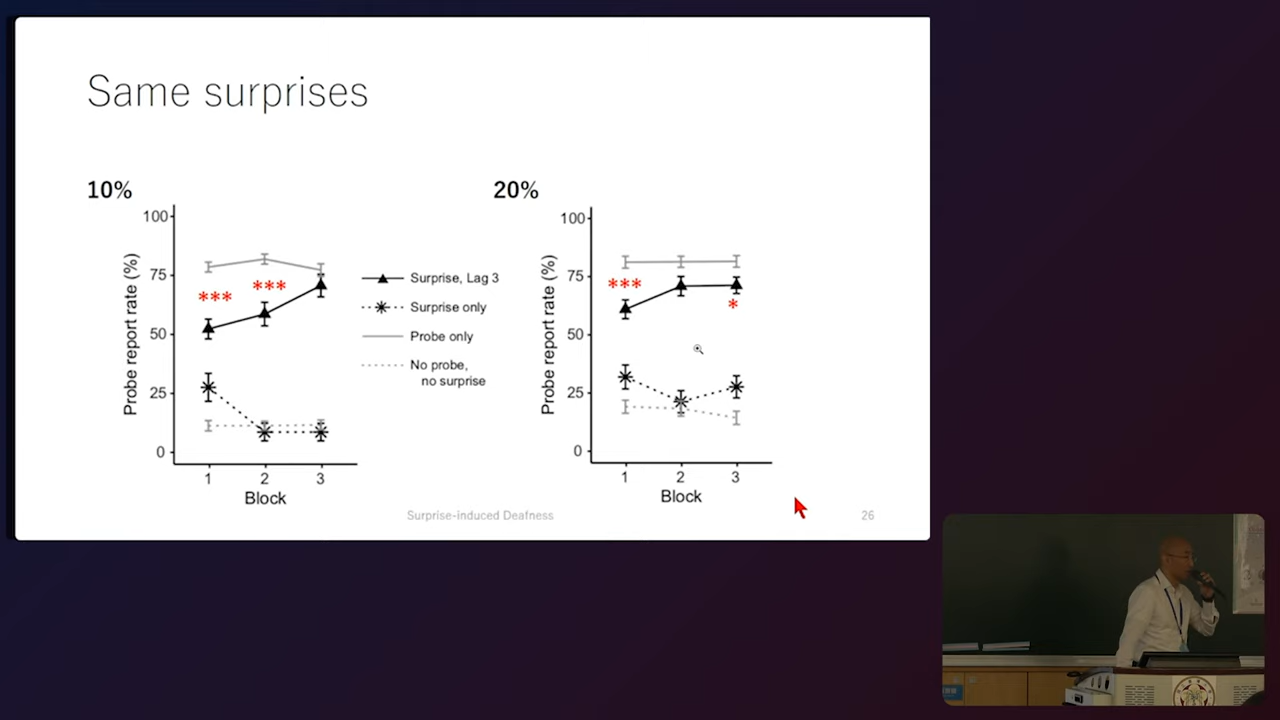 Same surprises
10%
100
75
50
25
0
Probe report rate (%)
***
***
1
2
3
Block
Surprise, Lag 3
Surprise only
Probe only
No probe,
no surprise
20%
100
75
50
25
0
Probe report rate (%)
***
*
1
2
3
Block
Surprise-induced Deafness
26